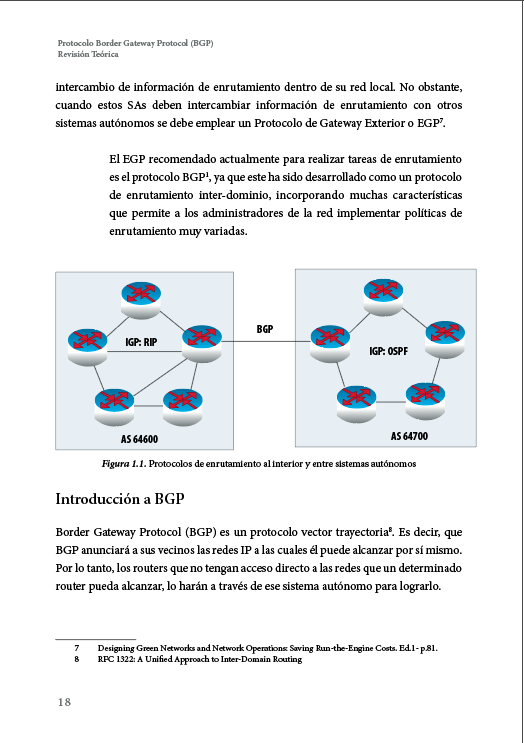 Protocolo Border Gateway Protocol (BGP)
Revisión Teórica
intercambio de información de enrutamiento dentro de su red local. No obstante,
cuando estos SAs deben intercambiar información de enrutamiento con otros
sistemas autónomos se debe emplear un Protocolo de Gateway Exterior o EGP⁷.
El EGP recomendado actualmente para realizar tareas de enrutamiento
es el protocolo BGP¹, ya que este ha sido desarrollado como un protocolo
de enrutamiento inter-dominio, incorporando muchas características
que permite a los administradores de la red implementar políticas de
enrutamiento muy variadas.
IGP: RIP
AS 64600
BGP
IGP: OSPF
AS 64700
Figura 1.1. Protocolos de enrutamiento al interior y entre sistemas autónomos
Introducción a BGP
Border Gateway Protocol (BGP) es un protocolo vector trayectoria⁸. Es decir, que
BGP anunciará a sus vecinos las redes IP a las cuales él puede alcanzar por sí mismo.
Por lo tanto, los routers que no tengan acceso directo a las redes que un determinado
router pueda alcanzar, lo harán a través de ese sistema autónomo para lograrlo.
7 Designing Green Networks and Network Operations: Saving Run-the-Engine Costs. Ed.1- p.81.
8 RFC 1322: A Unified Approach to Inter-Domain Routing
18